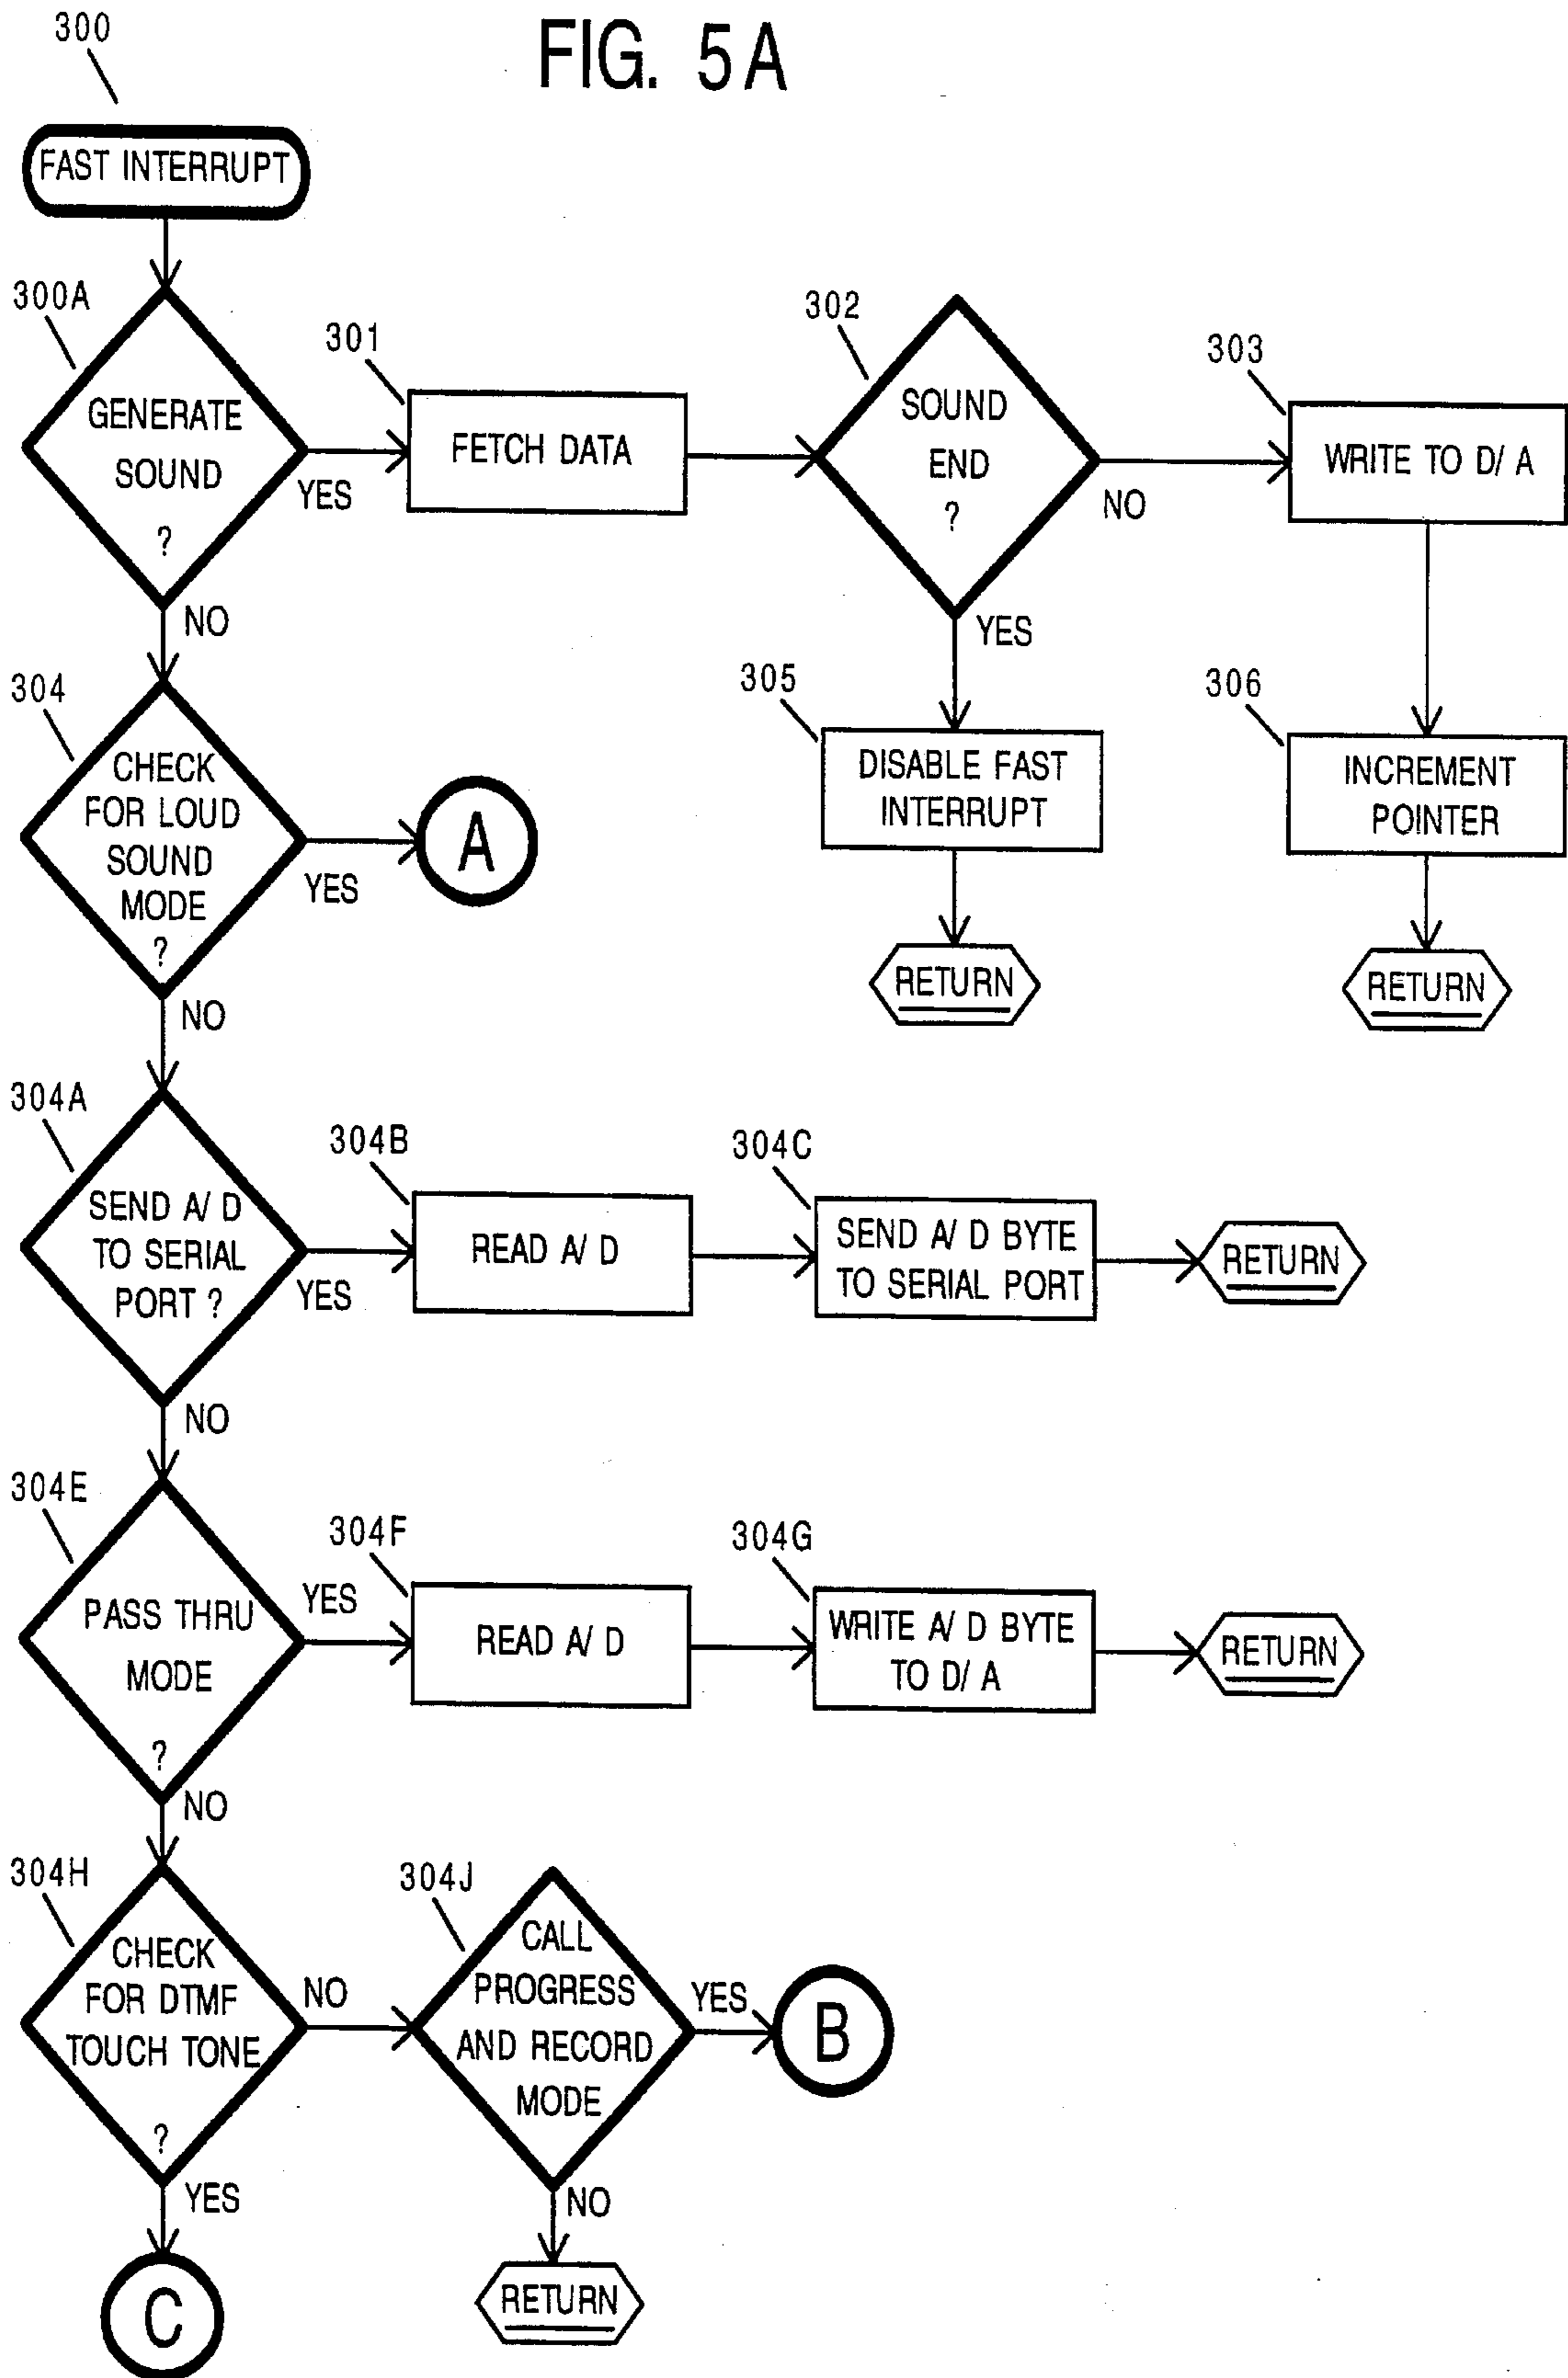 FIG. 5A
300
FAST INTERRUPT
300A
GENERATE
SOUND
?
YES
NO
301
FETCH DATA
302
SOUND
END
?
NO
YES
303
WRITE TO D/ A
304
CHECK
FOR LOUD
SOUND
MODE
?
YES
NO
A
305
DISABLE FAST
INTERRUPT
RETURN
306
INCREMENT
POINTER
RETURN
304A
SEND A/ D
TO SERIAL
PORT ?
YES
NO
304B
READ A/ D
304C
SEND A/ D BYTE
TO SERIAL PORT
RETURN
304E
PASS THRU
MODE
?
YES
NO
304F
READ A/ D
304G
WRITE A/ D BYTE
TO D/ A
RETURN
304H
CHECK
FOR DTMF
TOUCH TONE
?
NO
YES
C
304J
CALL
PROGRESS
AND RECORD
MODE
YES
B
NO
RETURN